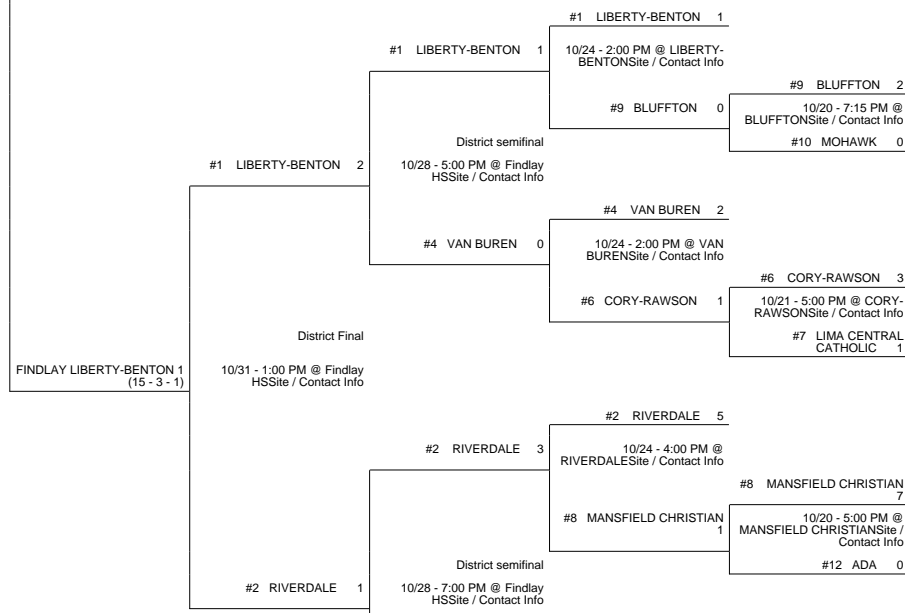 #1 LIBERTY-BENTON 1
#1 LIBERTY-BENTON 1
10/24 - 2:00 PM @ LIBERTY-
BENTONSite / Contact Info
#9 BLUFFTON 2
#9 BLUFFTON 0
10/20 - 7:15 PM @
BLUFFTONSite / Contact Info
#10 MOHAWK 0
District semifinal
#1 LIBERTY-BENTON 2
10/28 - 5:00 PM @ Findlay
HSSite / Contact Info
#4 VAN BUREN 2
#4 VAN BUREN 0
10/24 - 2:00 PM @ VAN
BURENSite / Contact Info
#6 CORY-RAWSON 3
#6 CORY-RAWSON 1
10/21 - 5:00 PM @ CORY-
RAWSONSite / Contact Info
#7 LIMA CENTRAL
CATHOLIC 1
District Final
FINDLAY LIBERTY-BENTON 1
(15 - 3 - 1)
10/31 - 1:00 PM @ Findlay
HSSite / Contact Info
#2 RIVERDALE 5
#2 RIVERDALE 3
10/24 - 4:00 PM @
RIVERDALESite / Contact Info
#8 MANSFIELD CHRISTIAN
7
#8 MANSFIELD CHRISTIAN
1
10/20 - 5:00 PM @
MANSFIELD CHRISTIANSite /
Contact Info
#12 ADA 0
District semifinal
#2 RIVERDALE 1
10/28 - 7:00 PM @ Findlay
HSSite / Contact Info